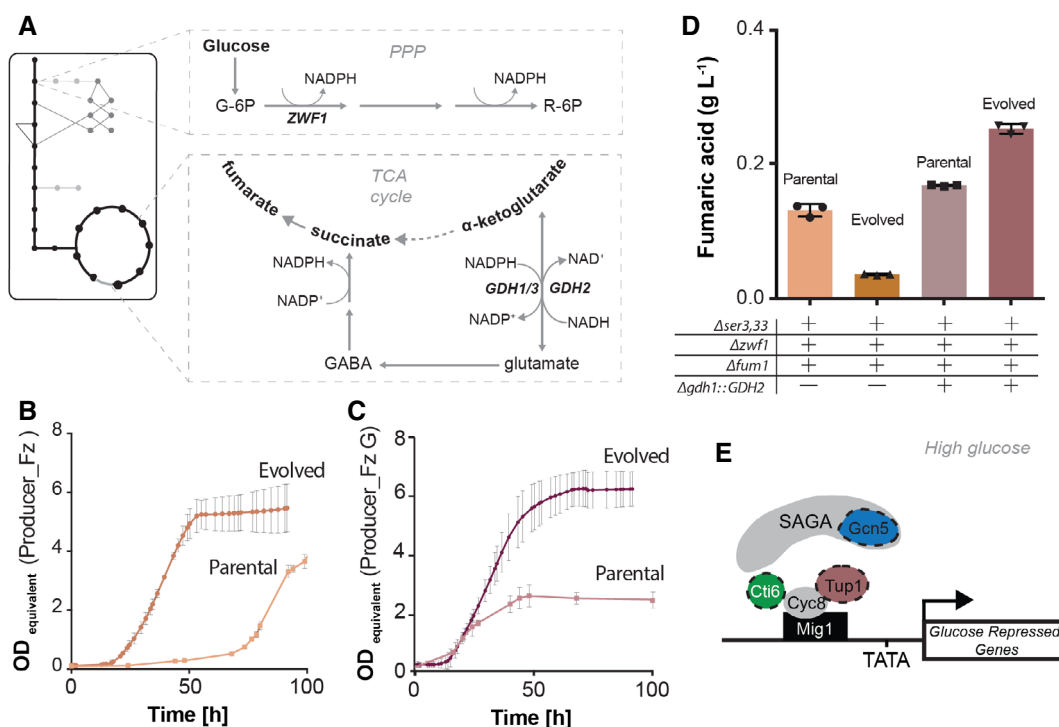 A
Glucose
PPP
NADPH
NADPH
G-6P
R-6P
ZWF1
TCA
cycle
fumarate
succinate
α-ketoglutarate
NADPH
NADP⁺
NADPH
NAD⁺
GDH1/3
GDH2
NADP⁺
NADH
GABA
glutamate
B
OD equivalent (Producer_Fz )
8
6
4
2
0
Evolved
Parental
0
50
100
Time [h]
C
OD equivalent (Producer_Fz G)
8
6
4
2
0
Evolved
Parental
0
50
100
Time [h]
D
Fumaric acid (g L⁻¹)
0.4
0.2
0.0
Parental
Evolved
Parental
Evolved
Δser3,33 + + + +
Δzwf1 + + + +
Δfum1 + + + +
Δgdh1::GDH2 — — + +
E
High glucose
SAGA
Gcn5
Cti6
Tup1
Cyc8
Mig1
TATA
Glucose Repressed
Genes